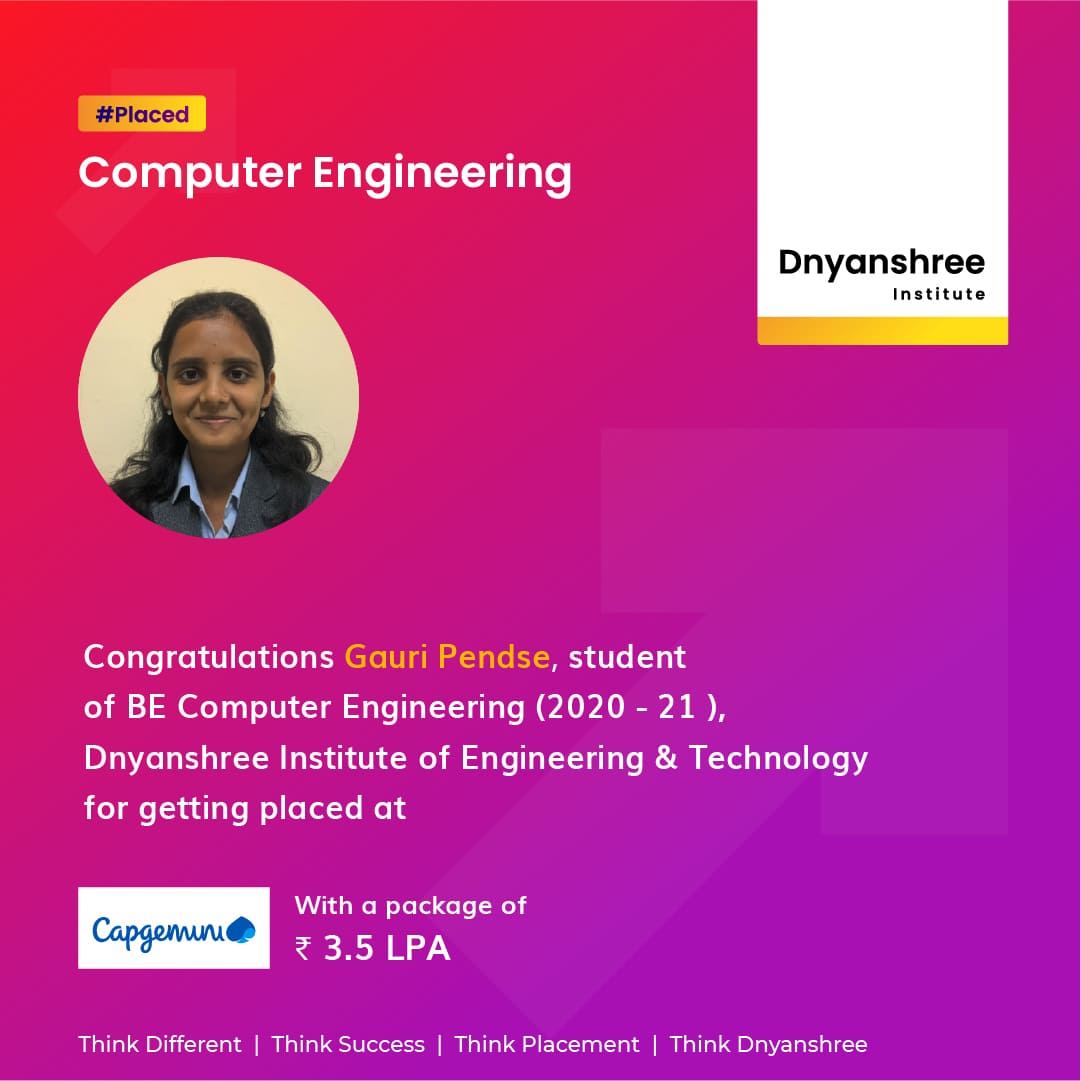 #Placed
Computer Engineering
Dnyanshree
Institute
Congratulations Gauri Pendse, student
of BE Computer Engineering (2020 - 21 ),
Dnyanshree Institute of Engineering & Technology
for getting placed at
Capgemini
With a package of
₹ 3.5 LPA
Think Different | Think Success | Think Placement | Think Dnyanshree